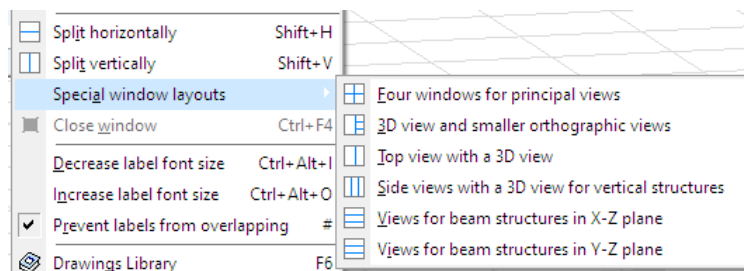 Split horizontally Shift+H
Split vertically Shift+V
Special window layouts
Close window Ctrl+F4
Decrease label font size Ctrl+Alt+I
Increase label font size Ctrl+Alt+O
Prevent labels from overlapping #
Drawings Library F6
Four windows for principal views
3D view and smaller orthographic views
Top view with a 3D view
Side views with a 3D view for vertical structures
Views for beam structures in X-Z plane
Views for beam structures in Y-Z plane